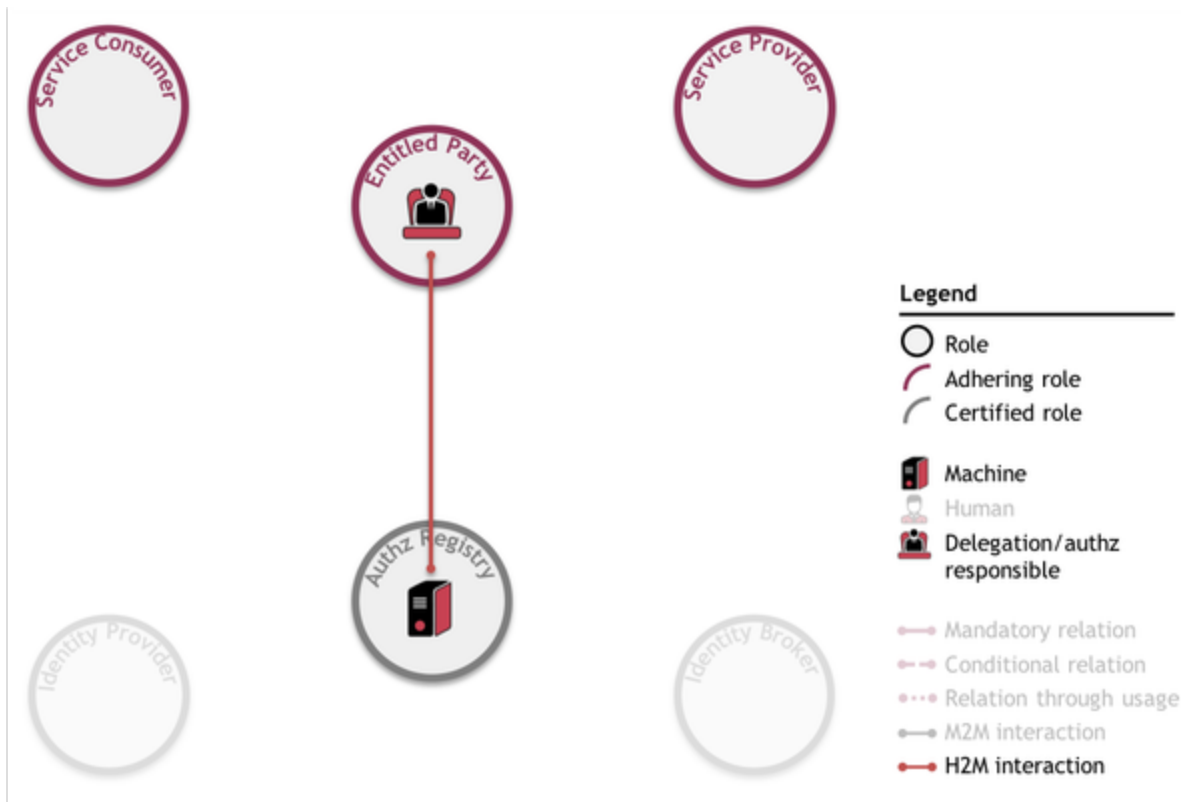 Service Consumer
Service Provider
Entitled Party
Legend
Role
Adhering role
Certified role
Machine
Human
Delegation/authz
responsible
Authz Registry
Identity Provider
Identity Broker
Mandatory relation
Conditional relation
Relation through usage
M2M interaction
H2M interaction